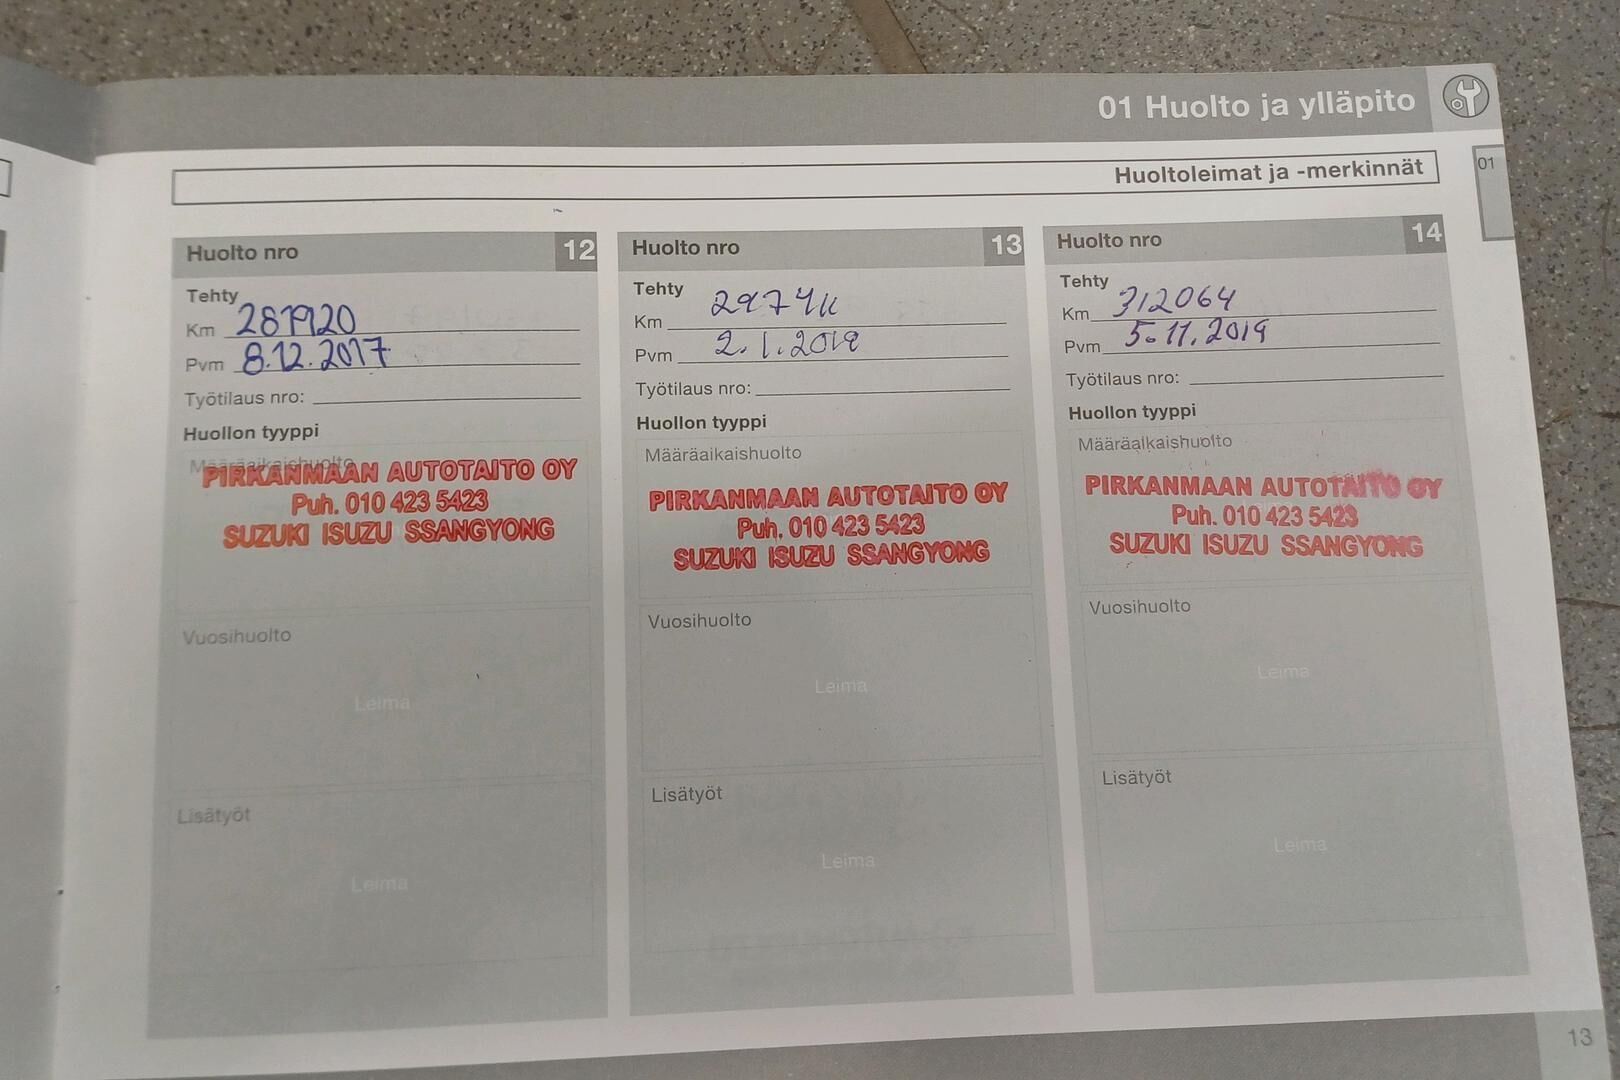 01 Huolto ja ylläpito
Huoltoleimat ja -merkinnät
01
Huolto nro 12
Tehty
Km 281920
Pvm 8.12.2017
Työtilaus nro:
Huollon tyyppi
Määräaikaishuolto
PIRKANMAAN AUTOTAITO OY
Puh. 010 423 5423
SUZUKI ISUZU SSANGYONG
Vuosihuolto
Leima
Lisätyöt
Leima
Huolto nro 13
Tehty
Km
Pvm 2.1.2019
Työtilaus nro:
Huollon tyyppi
Määräaikaishuolto
PIRKANMAAN AUTOTAITO OY
Puh. 010 423 5423
SUZUKI ISUZU SSANGYONG
Vuosihuolto
Leima
Lisätyöt
Leima
Huolto nro 14
Tehty
Km 312064
Pvm 5.11.2019
Työtilaus nro:
Huollon tyyppi
Määräaikaishuolto
PIRKANMAAN AUTOTAITO OY
Puh. 010 423 5423
SUZUKI ISUZU SSANGYONG
Vuosihuolto
Leima
Lisätyöt
Leima
13